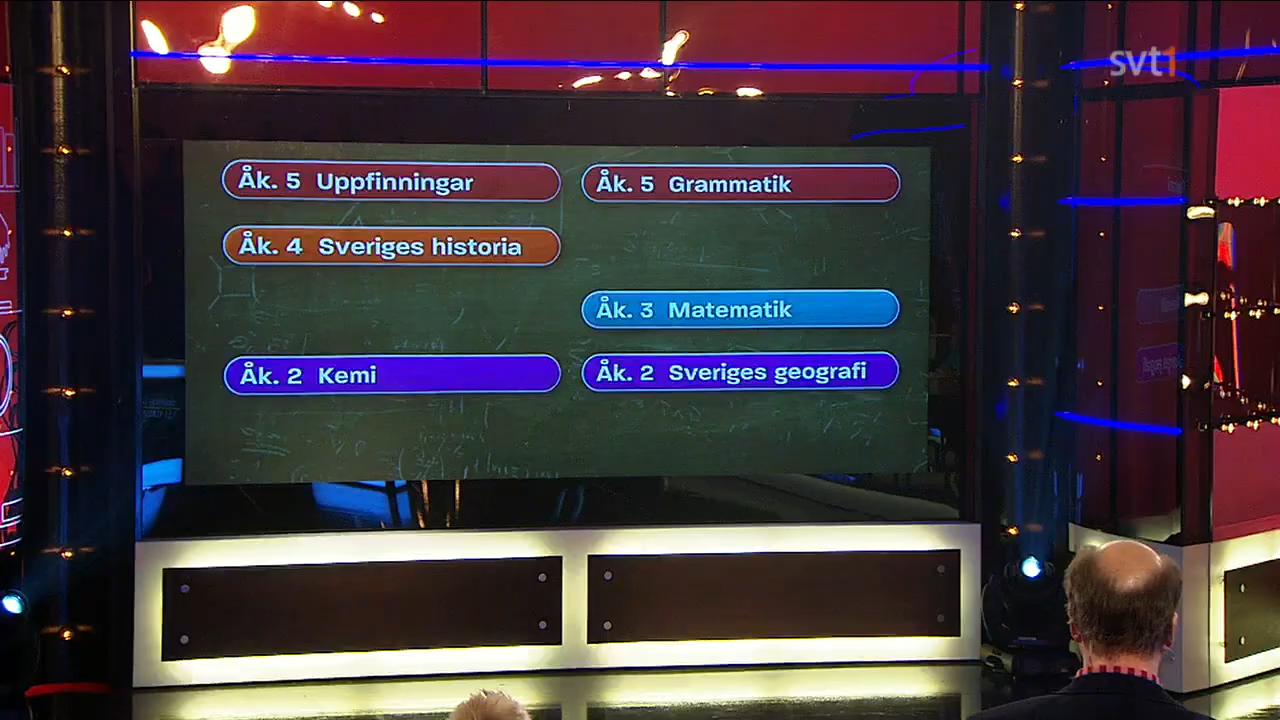 svt1
Åk. 5 Uppfinningar
Åk. 5 Grammatik
Åk. 4 Sveriges historia
Åk. 3 Matematik
Åk. 2 Kemi
Åk. 2 Sveriges geografi